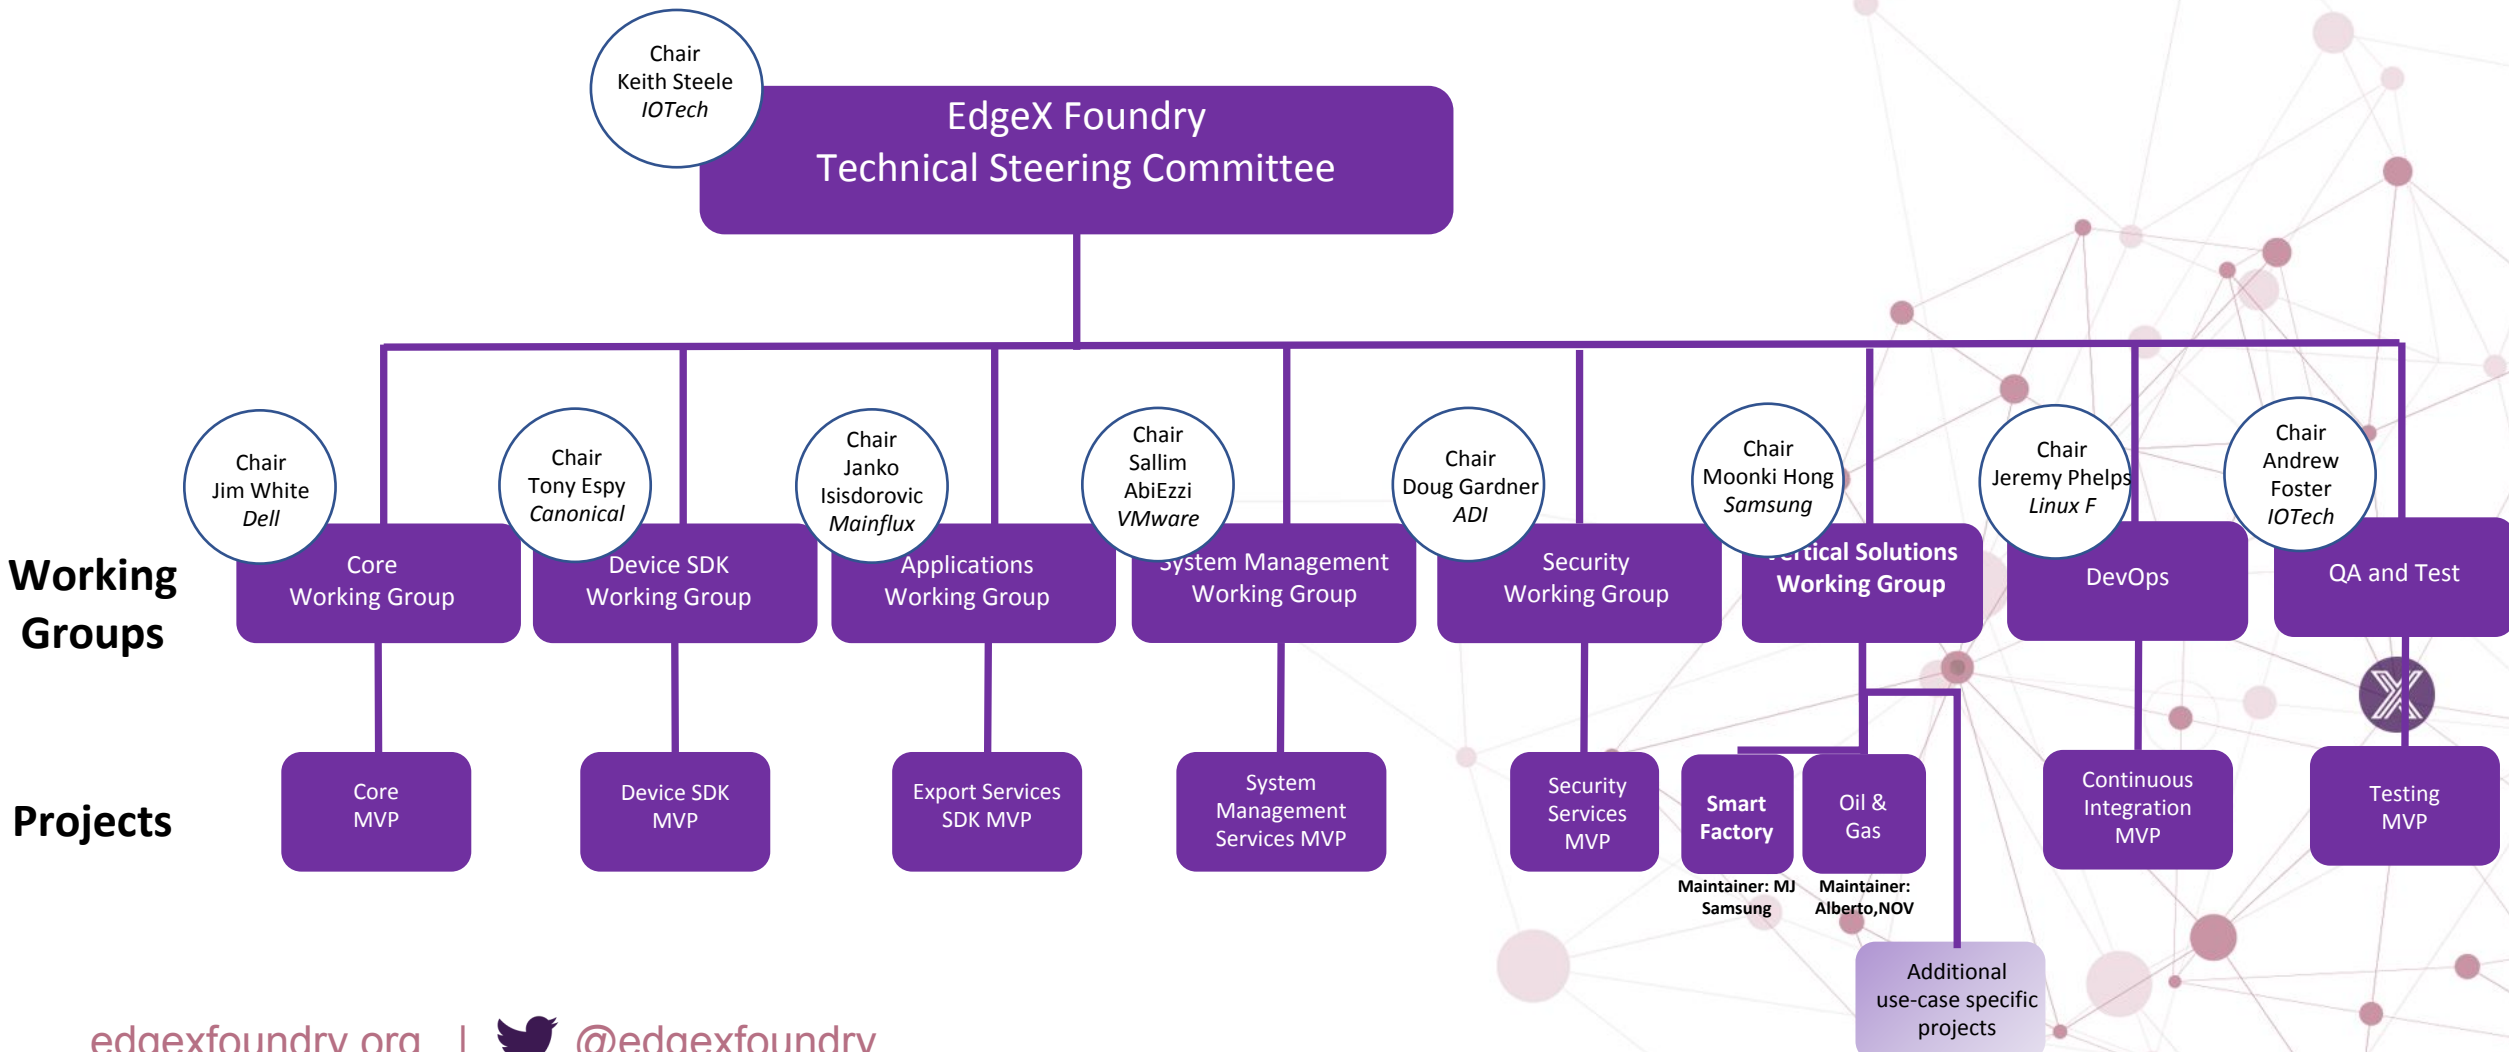 Chair
Keith Steele
IOTech
EdgeX Foundry
Technical Steering Committee
Chair
Jim White
Dell
Chair
Tony Espy
Canonical
Chair
Janko
Isisdorovic
Mainflux
Chair
Sallim
AbiEzzi
VMware
Chair
Doug Gardner
ADI
Chair
Moonki Hong
Samsung
Chair
Jeremy Phelps
Linux F
Chair
Andrew
Foster
IOTech
Working
Groups
Core
Working Group
Device SDK
Working Group
Applications
Working Group
System Management
Working Group
Security
Working Group
Vertical Solutions
Working Group
DevOps
QA and Test
Projects
Core
MVP
Device SDK
MVP
Export Services
SDK MVP
System
Management
Services MVP
Security
Services
MVP
Smart
Factory
Oil &
Gas
Continuous
Integration
MVP
Testing
MVP
Maintainer: MJ
Samsung
Maintainer:
Alberto,NOV
Additional
use-case specific
projects
edgexfoundry.org | @edgexfoundry